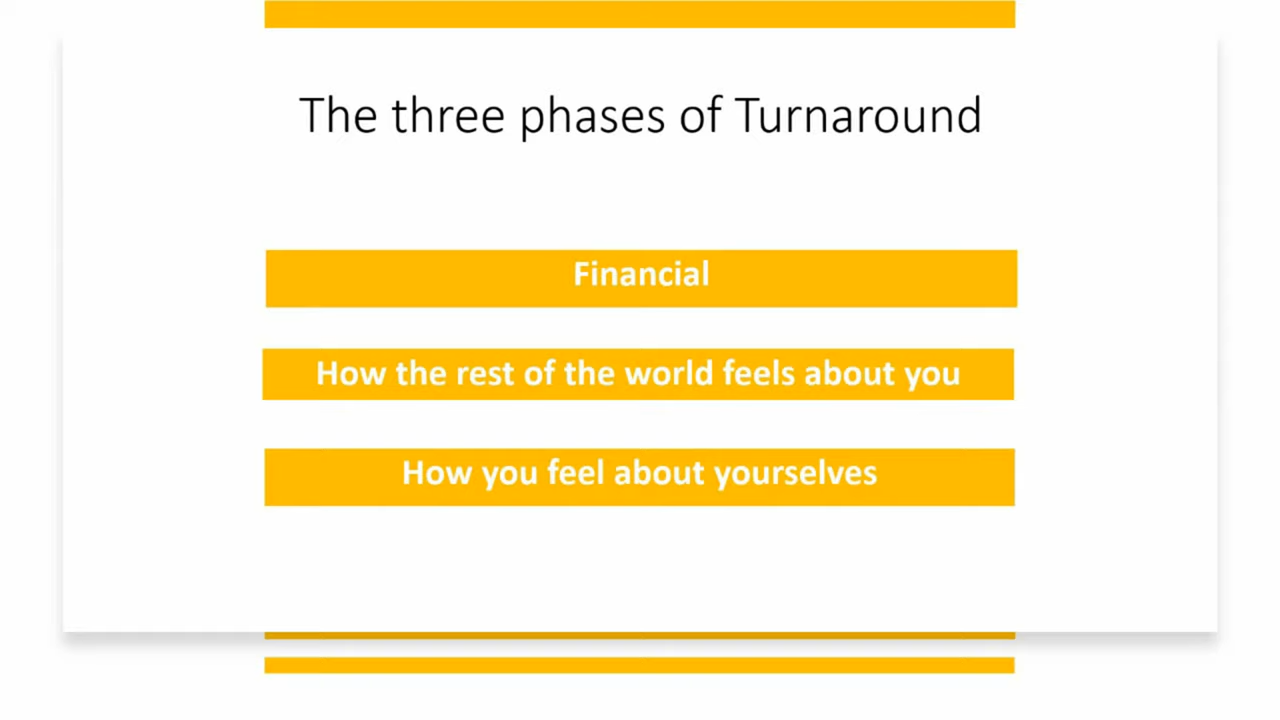 The three phases of Turnaround
Financial
How the rest of the world feels about you
How you feel about yourselves